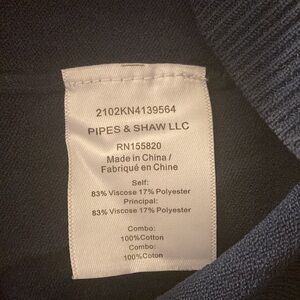 2102KN4139564
PIPES & SHAW LLC
RN155820
Made in China /
Fabriqué en Chine
Self:
83% Viscose 17% Polyester
Principal:
83% Viscose 17% Polyester
Combo:
100%Cotton
Combo:
100%Coton